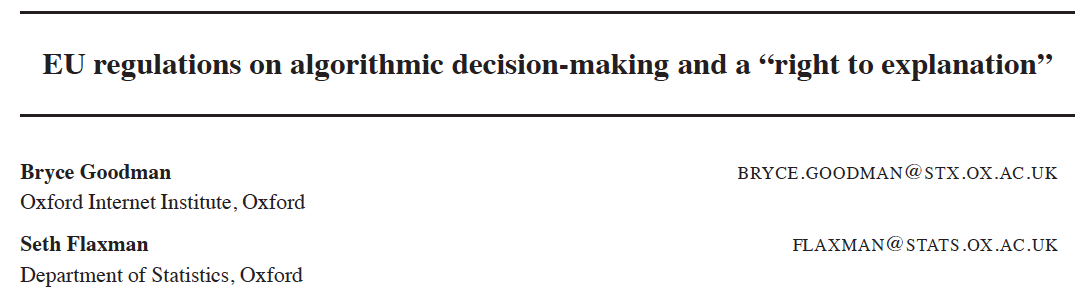 EU regulations on algorithmic decision-making and a “right to explanation”
Bryce Goodman BRYCE.GOODMAN@STX.OX.AC.UK
Oxford Internet Institute, Oxford
Seth Flaxman FLAXMAN@STATS.OX.AC.UK
Department of Statistics, Oxford